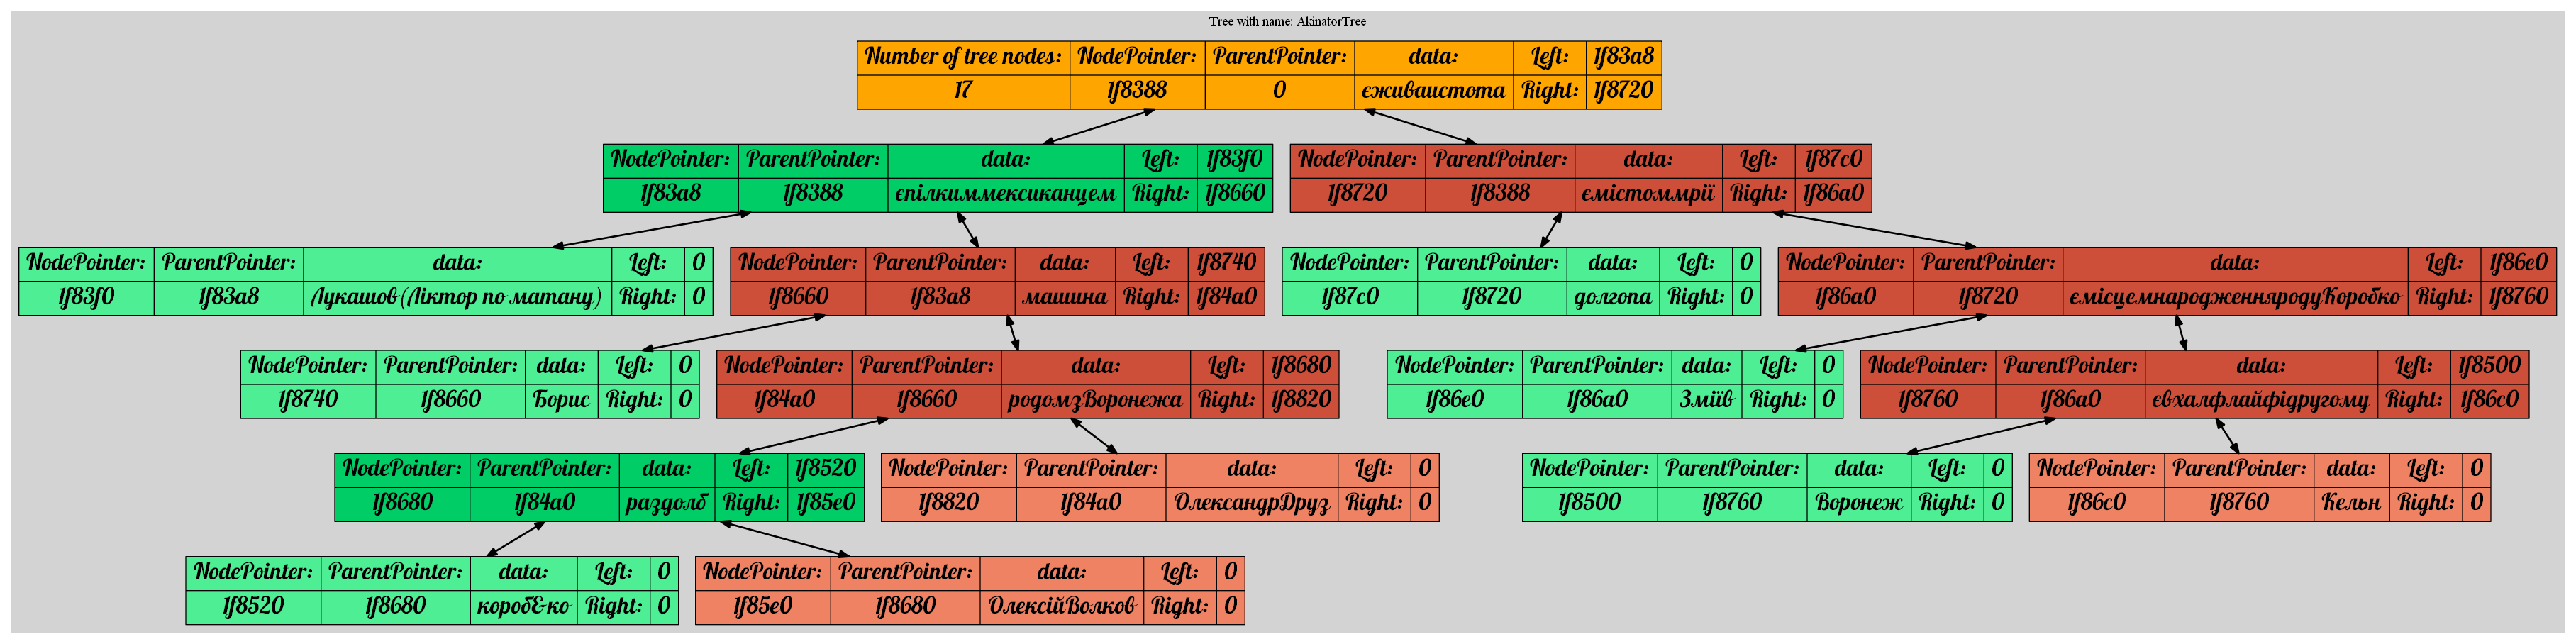 Tree with name: AkinatorTree
Number of tree nodes: NodePointer: ParentPointer: data: Left: 1f83a8
17 1f8388 0 єживаистота Right: 1f8720
NodePointer: ParentPointer: data: Left: 1f83f0
1f83a8 1f8388 єпілкиммексиканцем Right: 1f8660
NodePointer: ParentPointer: data: Left: 1f87c0
1f8720 1f8388 ємістоммрії Right: 1f86a0
NodePointer: ParentPointer: data: Left: 0
1f83f0 1f83a8 Лукашов(Ліктор по матану) Right: 0
NodePointer: ParentPointer: data: Left: 1f8740
1f8660 1f83a8 машина Right: 1f84a0
NodePointer: ParentPointer: data: Left: 0
1f87c0 1f8720 долгопа Right: 0
NodePointer: ParentPointer: data: Left: 1f86e0
1f86a0 1f8720 ємісцемнародженняродуКоробко Right: 1f8760
NodePointer: ParentPointer: data: Left: 0
1f8740 1f8660 Борис Right: 0
NodePointer: ParentPointer: data: Left: 1f8680
1f84a0 1f8660 родомзВоронежа Right: 1f8820
NodePointer: ParentPointer: data: Left: 0
1f86e0 1f86a0 Зміїв Right: 0
NodePointer: ParentPointer: data: Left: 1f8500
1f8760 1f86a0 євхалфлайфідругому Right: 1f86c0
NodePointer: ParentPointer: data: Left: 1f8520
1f8680 1f84a0 раздолб Right: 1f85e0
NodePointer: ParentPointer: data: Left: 0
1f8820 1f84a0 ОлександрДруз Right: 0
NodePointer: ParentPointer: data: Left: 0
1f8500 1f8760 Воронеж Right: 0
NodePointer: ParentPointer: data: Left: 0
1f86c0 1f8760 Кельн Right: 0
NodePointer: ParentPointer: data: Left: 0
1f8520 1f8680 короб&ко Right: 0
NodePointer: ParentPointer: data: Left: 0
1f85e0 1f8680 ОлексійВолков Right: 0